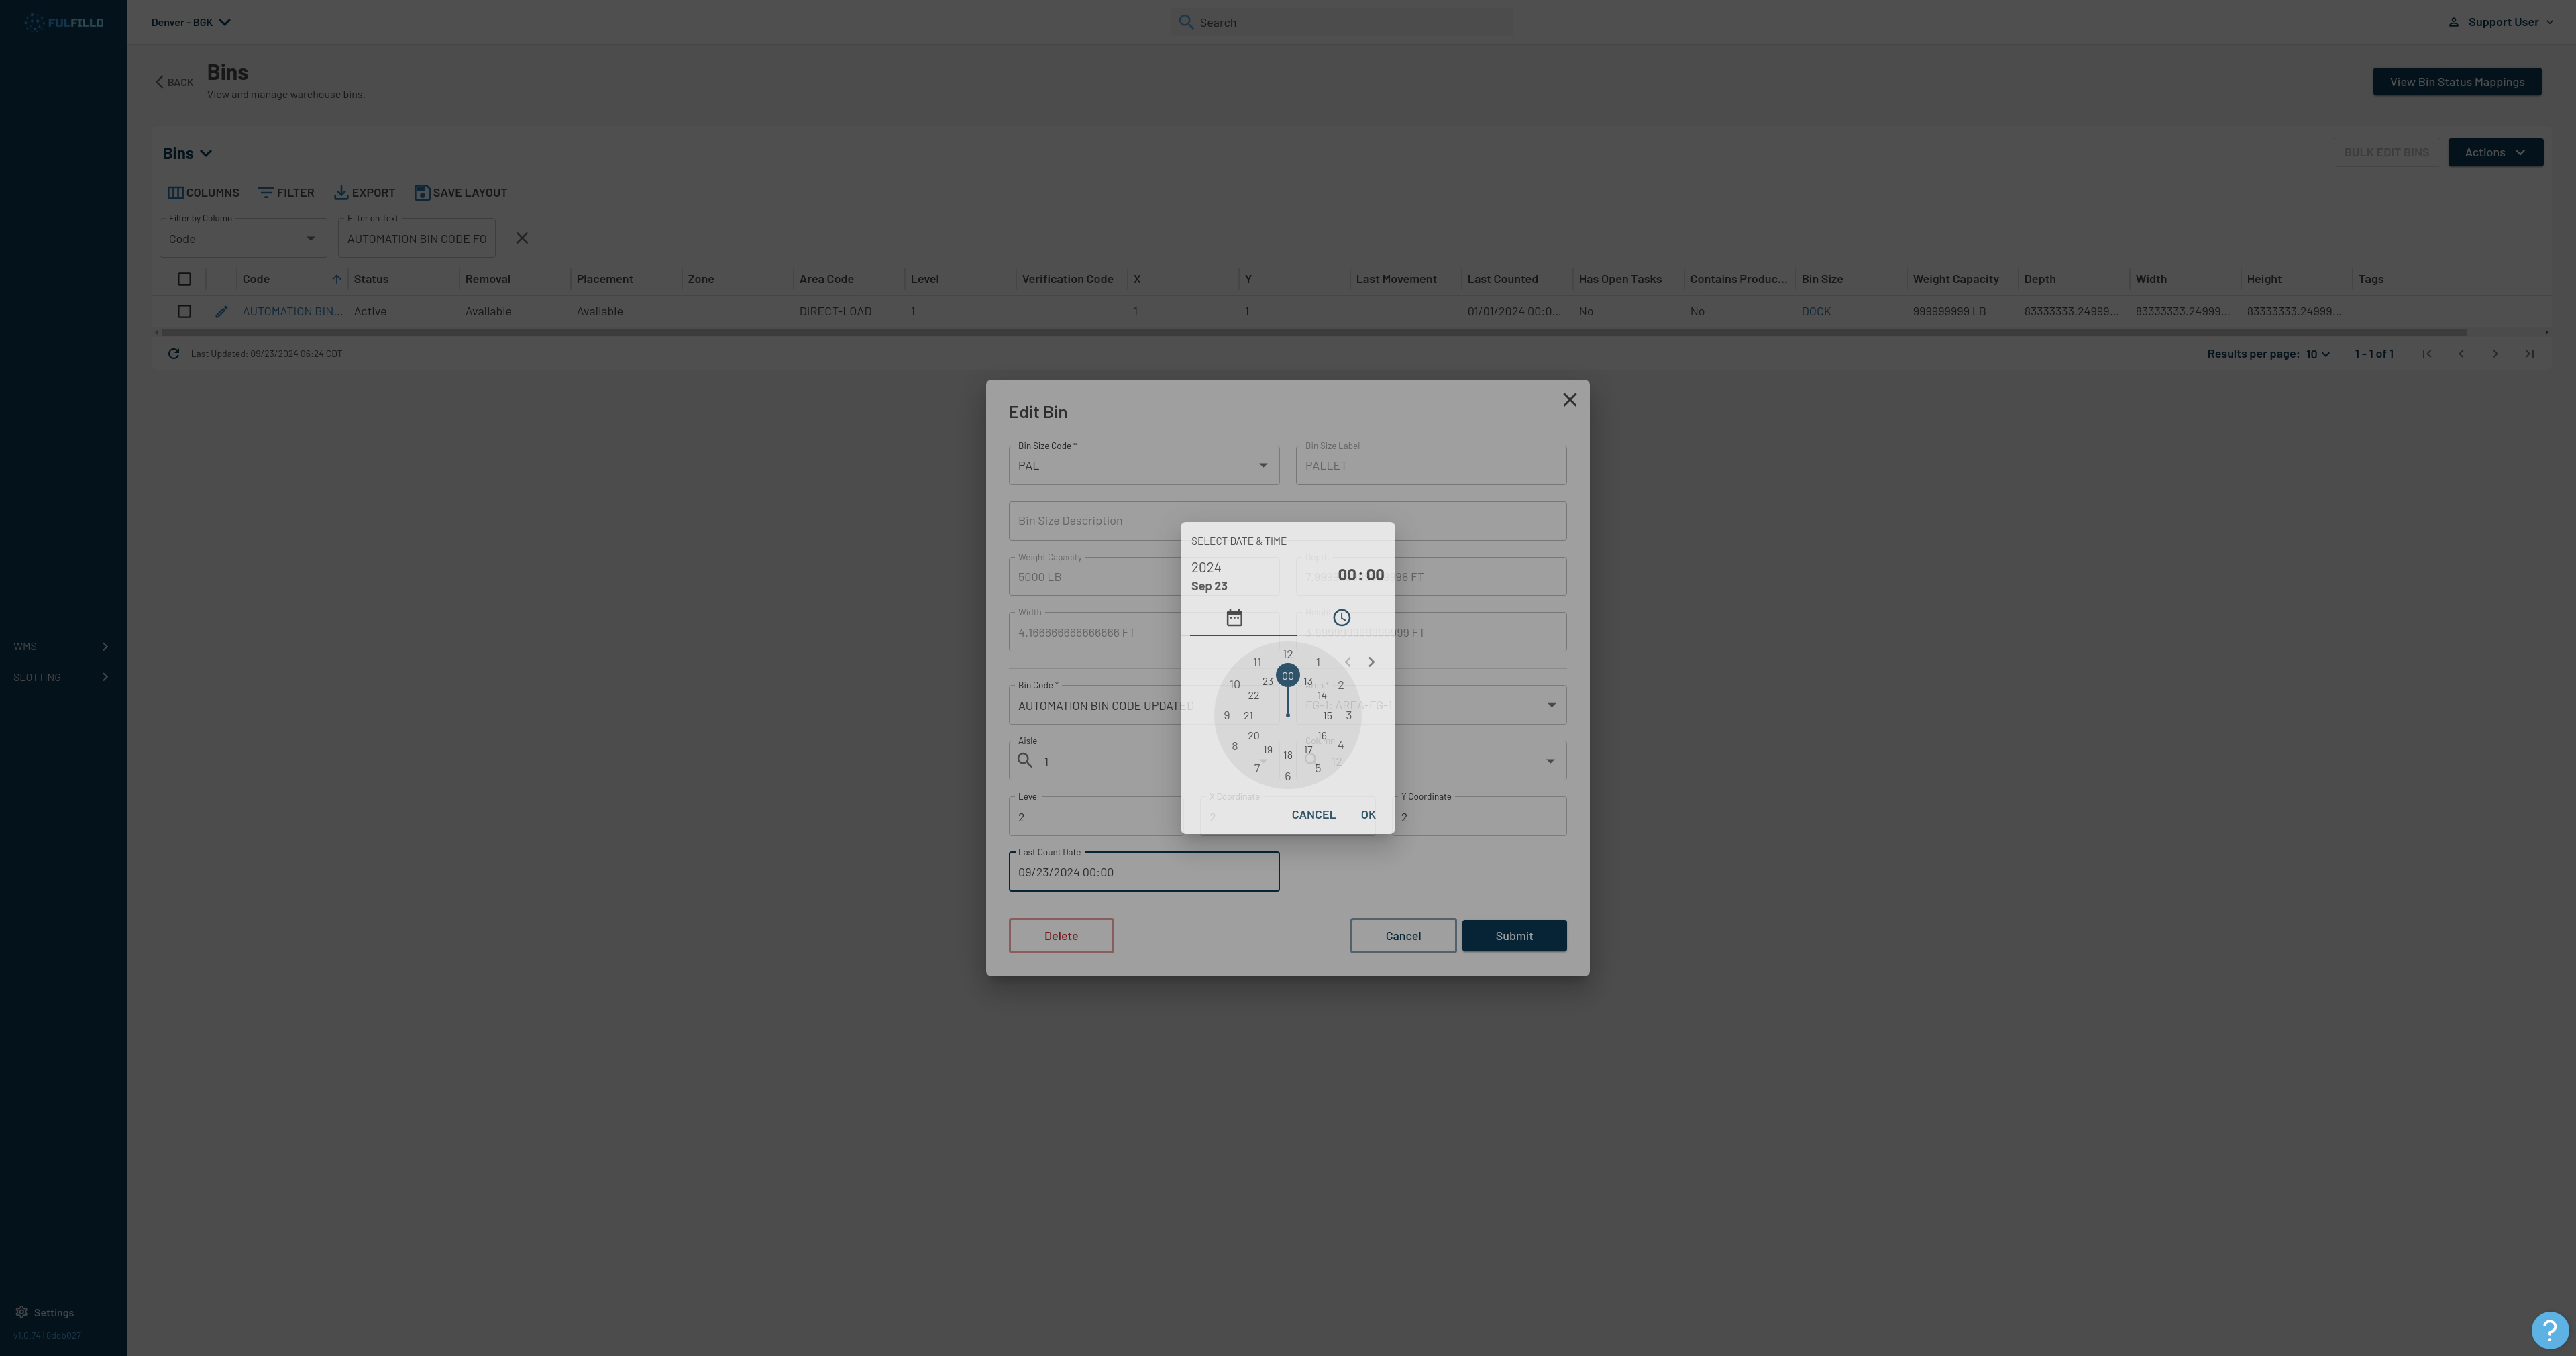 FULFILLD
Denver - BGK
Search
Support User
BACK
Bins
View and manage warehouse bins.
View Bin Status Mappings
Bins
BULK EDIT BINS
Actions
COLUMNS
FILTER
EXPORT
SAVE LAYOUT
Filter by Column
Code
Filter on Text
AUTOMATION BIN CODE FO
Code Status Removal Placement Zone Area Code Level Verification Code X Y Last Movement Last Counted Has Open Tasks Contains Produc... Bin Size Weight Capacity Depth Width Height Tags
AUTOMATION BIN... Active Available Available DIRECT-LOAD 1 1 1 01/01/2024 00:0... No No DOCK 999999999 LB 83333333.24999... 83333333.24999... 83333333.24999...
Last Updated: 09/23/2024 06:24 CDT
Results per page: 10
1 - 1 of 1
Edit Bin
Bin Size Code *
PAL
Bin Size Label
PALLET
Bin Size Description
Weight Capacity
5000 LB
Depth
98 FT
Width
4.166666666666666 FT
Height
99 FT
Bin Code *
AUTOMATION BIN CODE UPDATED
FG-1: AREA-FG-1
Aisle
1
Column
12
Level
2
X Coordinate
2
Y Coordinate
2
Last Count Date
09/23/2024 00:00
Delete
Cancel
Submit
SELECT DATE & TIME
2024
Sep 23
00:00
12
11
1
00
23
13
10
2
22
14
9
21
15
3
20
16
8
4
19
17
18
7
5
6
CANCEL
OK
WMS
SLOTTING
Settings
v1.0.74 | 8dcb027
?